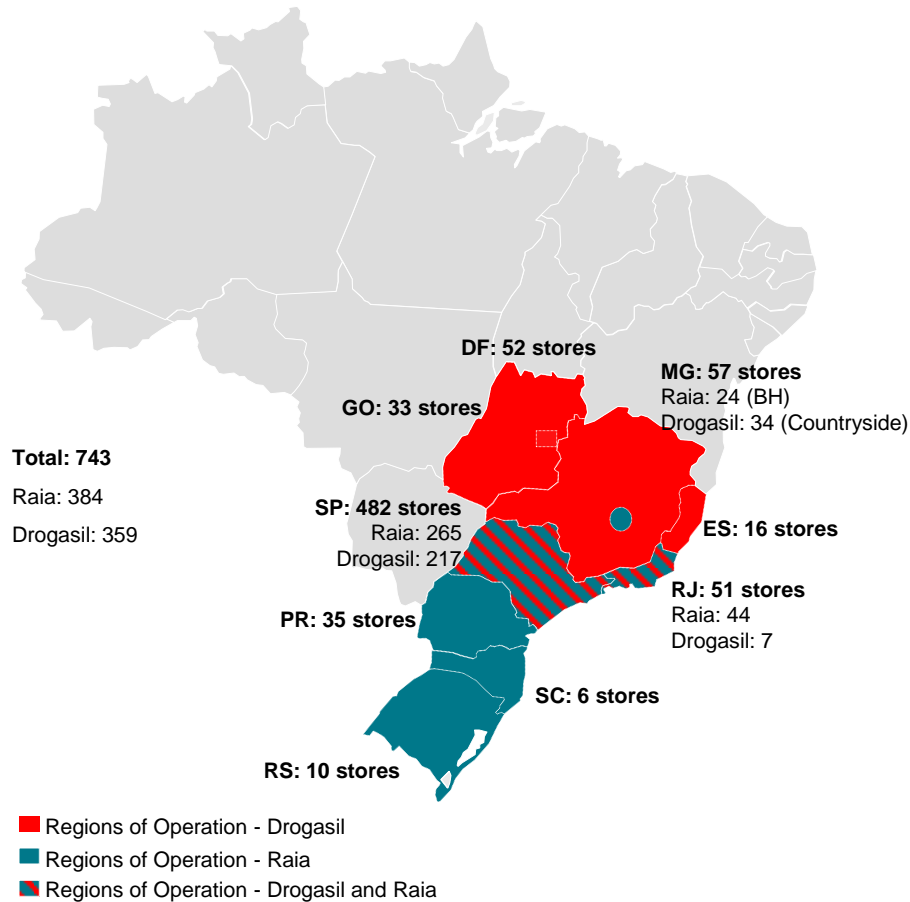 DF: 52 stores
MG: 57 stores
Raia: 24 (BH)
Drogasil: 34 (Countryside)
GO: 33 stores
Total: 743
Raia: 384
Drogasil: 359
SP: 482 stores
Raia: 265
Drogasil: 217
ES: 16 stores
RJ: 51 stores
Raia: 44
Drogasil: 7
PR: 35 stores
SC: 6 stores
RS: 10 stores
Regions of Operation - Drogasil
Regions of Operation - Raia
Regions of Operation - Drogasil and Raia